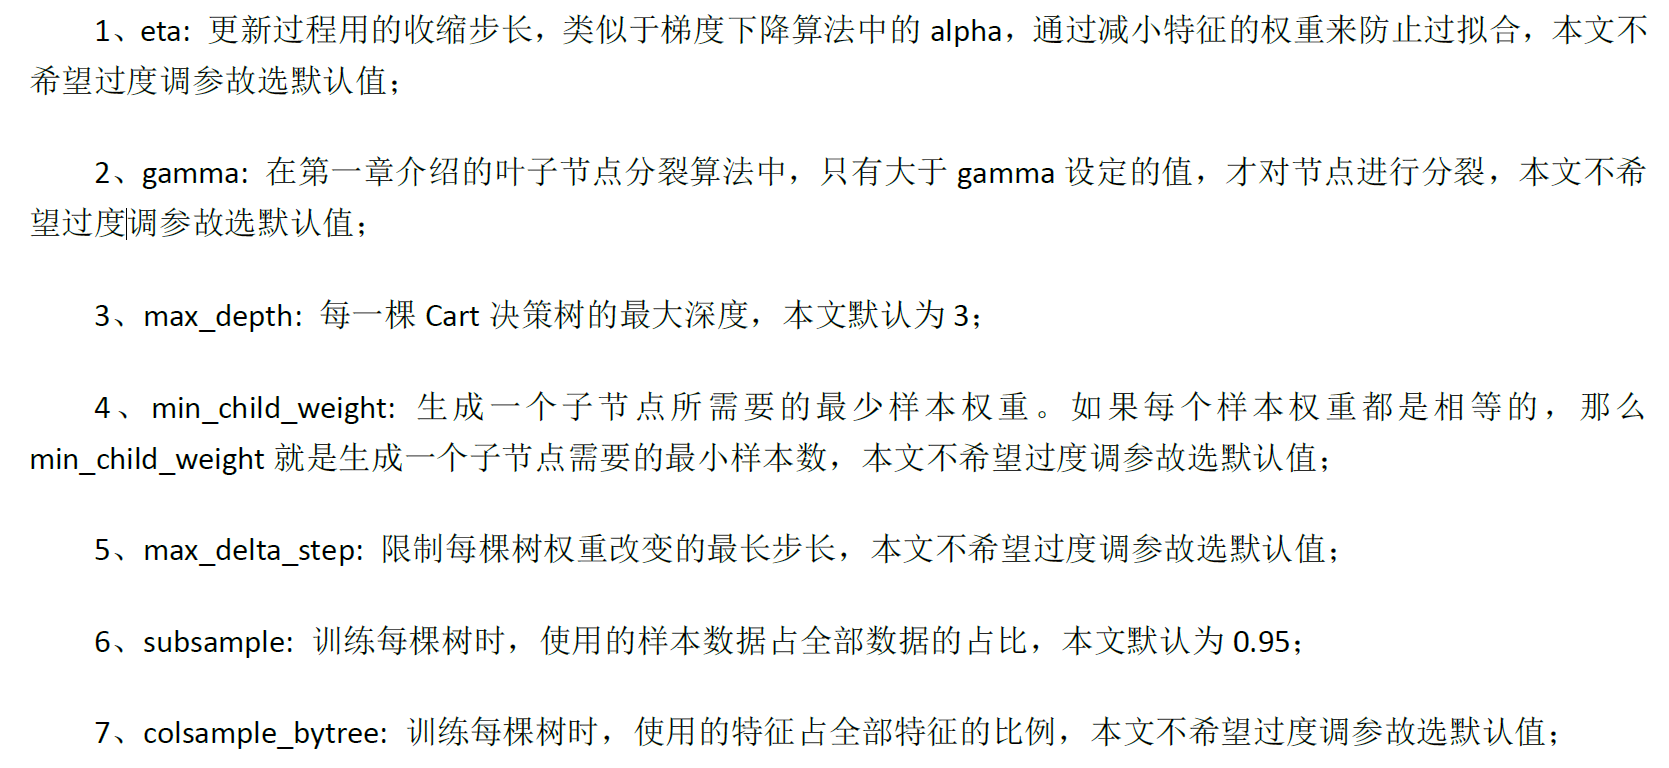 1、eta: 更新过程用的收缩步长，类似于梯度下降算法中的 alpha，通过减小特征的权重来防止过拟合，本文不
希望过度调参故选默认值；
2、gamma: 在第一章介绍的叶子节点分裂算法中，只有大于 gamma 设定的值，才对节点进行分裂，本文不希
望过度调参故选默认值；
3、max_depth: 每一棵 Cart 决策树的最大深度，本文默认为 3；
4、min_child_weight: 生成一个子节点所需要的最少样本权重。如果每个样本权重都是相等的，那么
min_child_weight 就是生成一个子节点需要的最小样本数，本文不希望过度调参故选默认值；
5、max_delta_step: 限制每棵树权重改变的最长步长，本文不希望过度调参故选默认值；
6、subsample: 训练每棵树时，使用的样本数据占全部数据的占比，本文默认为 0.95；
7、colsample_bytree: 训练每棵树时，使用的特征占全部特征的比例，本文不希望过度调参故选默认值；